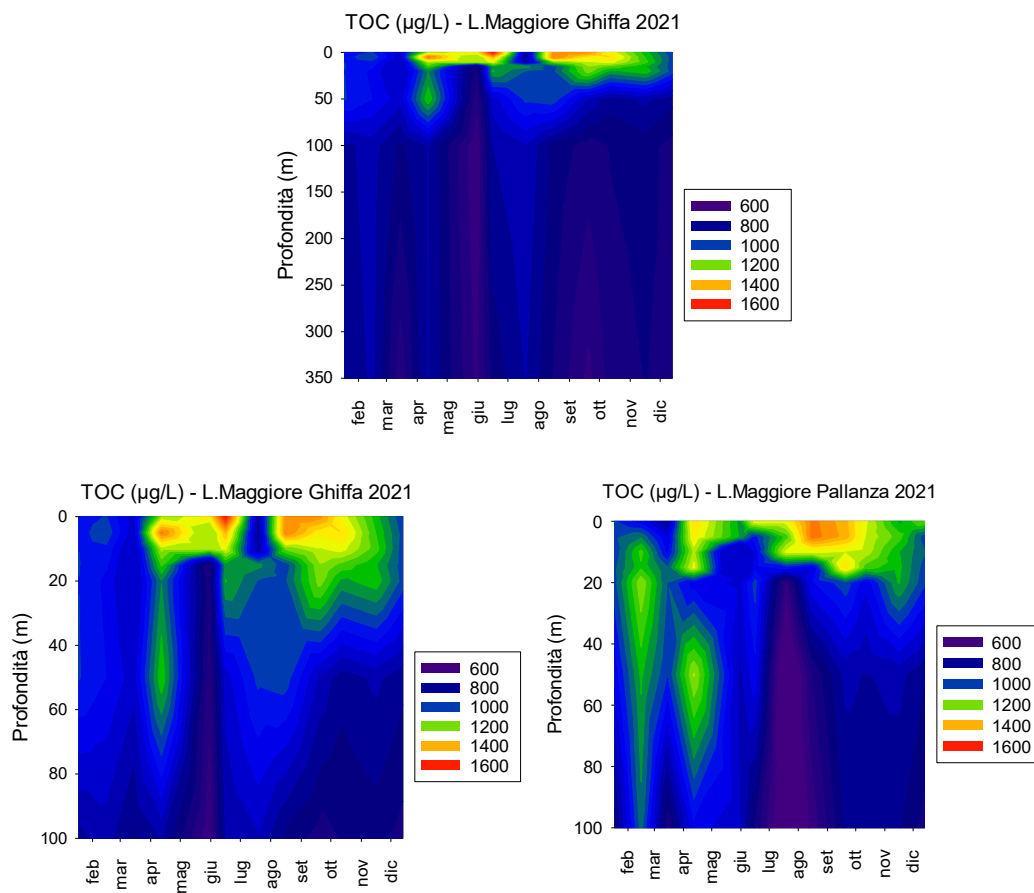 TOC (µg/L) - L.Maggiore Ghiffa 2021
Profondità (m)
0
50
100
150
200
250
300
350
feb
mar
apr
mag
giu
lug
ago
set
ott
nov
dic
600
800
1000
1200
1400
1600
TOC (µg/L) - L.Maggiore Ghiffa 2021
Profondità (m)
0
20
40
60
80
100
feb
mar
apr
mag
giu
lug
ago
set
ott
nov
dic
600
800
1000
1200
1400
1600
TOC (µg/L) - L.Maggiore Pallanza 2021
Profondità (m)
0
20
40
60
80
100
feb
mar
apr
mag
giu
lug
ago
set
ott
nov
dic
600
800
1000
1200
1400
1600